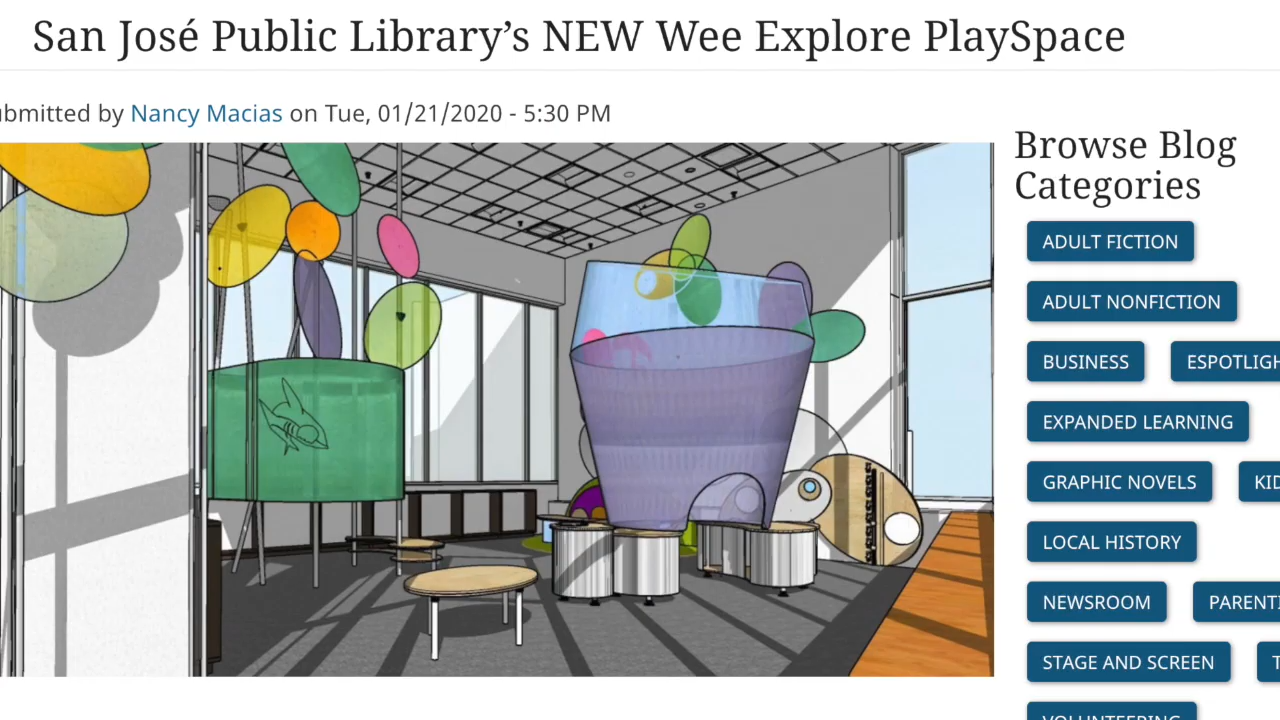 San José Public Library’s NEW Wee Explore PlaySpace
ubmitted by Nancy Macias on Tue, 01/21/2020 - 5:30 PM
Browse Blog
Categories
ADULT FICTION
ADULT NONFICTION
BUSINESS ESPOTLIGH
EXPANDED LEARNING
GRAPHIC NOVELS KID
LOCAL HISTORY
NEWSROOM PARENTI
STAGE AND SCREEN T
VOLUNTEERING